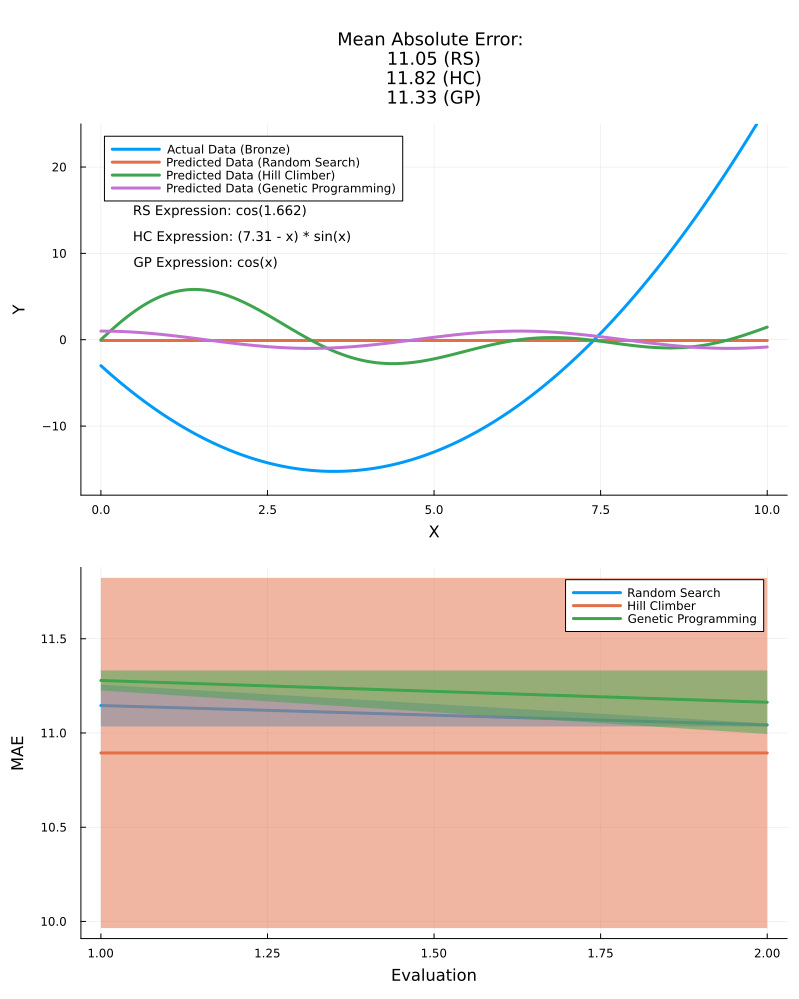 Mean Absolute Error:
11.05 (RS)
11.82 (HC)
11.33 (GP)
Actual Data (Bronze)
Predicted Data (Random Search)
Predicted Data (Hill Climber)
Predicted Data (Genetic Programming)
RS Expression: cos(1.662)
HC Expression: (7.31 - x) * sin(x)
GP Expression: cos(x)
20
10
0
−10
Y
0.0 2.5 5.0 7.5 10.0
X
Random Search
Hill Climber
Genetic Programming
11.5
11.0
10.5
10.0
MAE
1.00 1.25 1.50 1.75 2.00
Evaluation